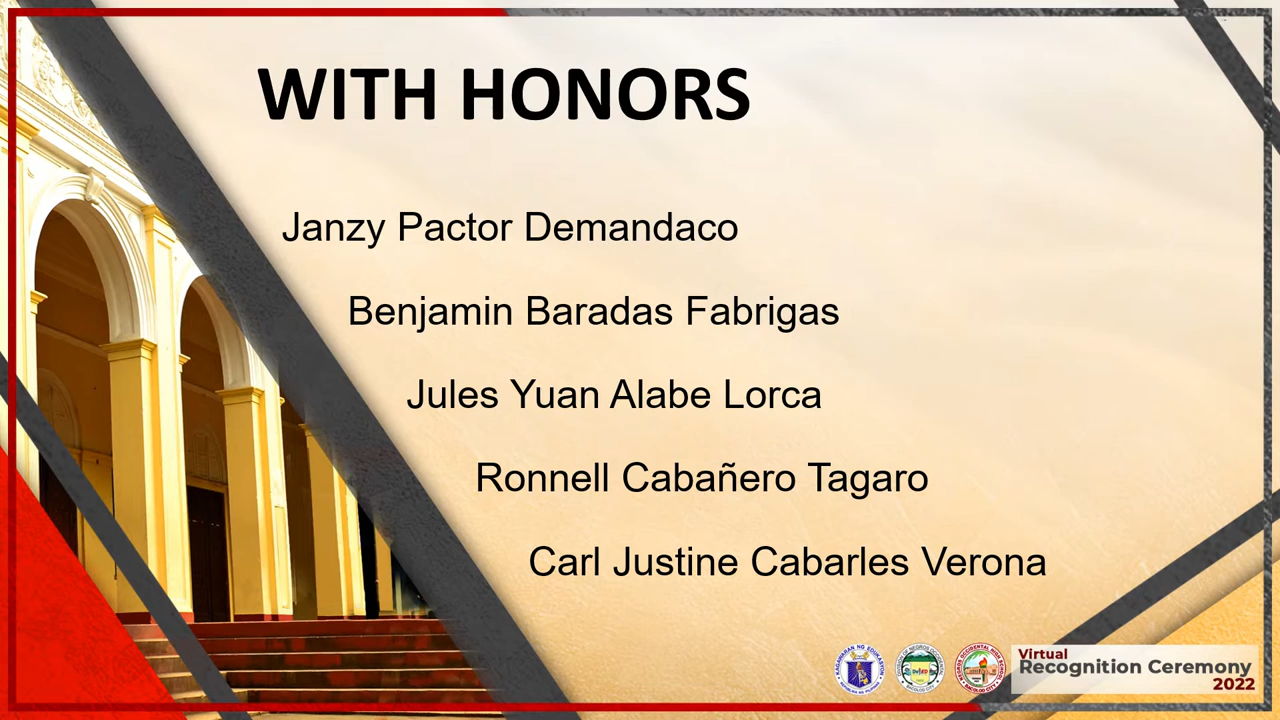 WITH HONORS
Janzy Pactor Demandaco
Benjamin Baradas Fabrigas
Jules Yuan Alabe Lorca
Ronnell Cabañero Tagaro
Carl Justine Cabarles Verona
Virtual
Recognition Ceremony
2022